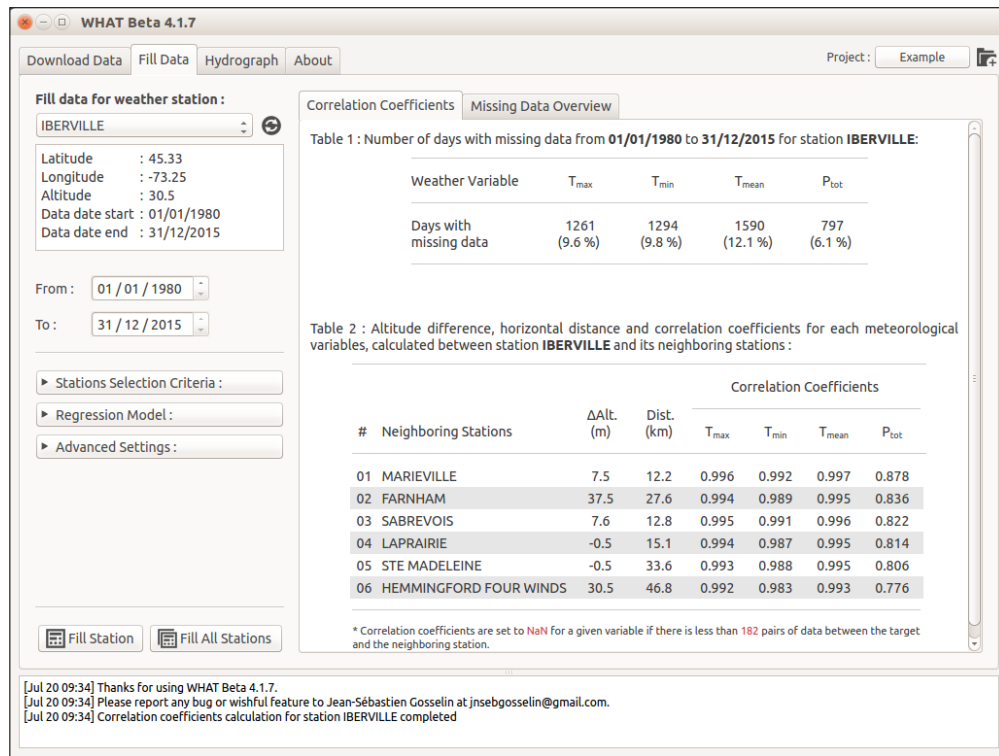 WHAT Beta 4.1.7
Download Data Fill Data Hydrograph About
Project : Example
Fill data for weather station :
IBERVILLE
Latitude : 45.33
Longitude : -73.25
Altitude : 30.5
Data date start : 01/01/1980
Data date end : 31/12/2015
From : 01 / 01 / 1980
To : 31 / 12 / 2015
Stations Selection Criteria :
Regression Model :
Advanced Settings :
Fill Station Fill All Stations
Correlation Coefficients Missing Data Overview
Table 1 : Number of days with missing data from 01/01/1980 to 31/12/2015 for station IBERVILLE:
Weather Variable Tmax Tmin Tmean Ptot
Days with 1261 1294 1590 797
missing data (9.6 %) (9.8 %) (12.1 %) (6.1 %)
Table 2 : Altitude difference, horizontal distance and correlation coefficients for each meteorological
variables, calculated between station IBERVILLE and its neighboring stations :
Correlation Coefficients
ΔAlt. Dist.
# Neighboring Stations (m) (km) Tmax Tmin Tmean Ptot
01 MARIEVILLE 7.5 12.2 0.996 0.992 0.997 0.878
02 FARNHAM 37.5 27.6 0.994 0.989 0.995 0.836
03 SABREVOIS 7.6 12.8 0.995 0.991 0.996 0.822
04 LAPRAIRIE -0.5 15.1 0.994 0.987 0.995 0.814
05 STE MADELEINE -0.5 33.6 0.993 0.988 0.995 0.806
06 HEMMINGFORD FOUR WINDS 30.5 46.8 0.992 0.983 0.993 0.776
* Correlation coefficients are set to NaN for a given variable if there is less than 182 pairs of data between the target
and the neighboring station.
[Jul 20 09:34] Thanks for using WHAT Beta 4.1.7.
[Jul 20 09:34] Please report any bug or wishful feature to Jean-Sébastien Gosselin at jnsebgosselin@gmail.com.
[Jul 20 09:34] Correlation coefficients calculation for station IBERVILLE completed